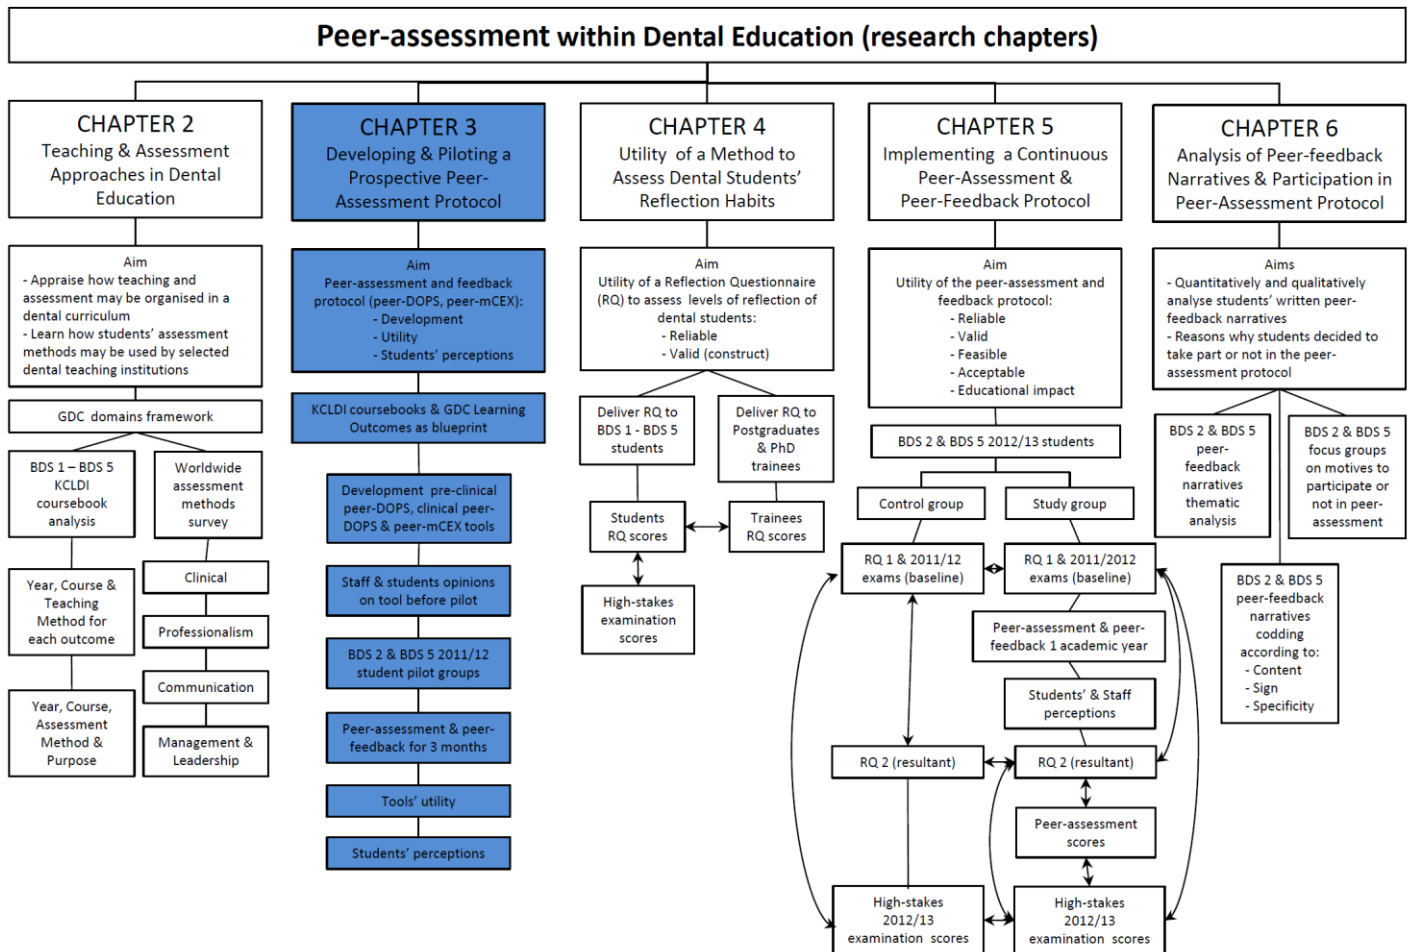 Peer-assessment within Dental Education (research chapters)
CHAPTER 2
Teaching & Assessment
Approaches in Dental
Education
Aim
- Appraise how teaching and
assessment may be organised in a
dental curriculum
- Learn how students' assessment
methods may be used by selected
dental teaching institutions
GDC domains framework
BDS 1 – BDS 5
KCLDI
coursebook
analysis
Year, Course &
Teaching
Method for
each outcome
Year, Course,
Assessment
Method &
Purpose
Worldwide
assessment
methods
survey
Clinical
Professionalism
Communication
Management &
Leadership
CHAPTER 3
Developing & Piloting a
Prospective Peer-
Assessment Protocol
Aim
Peer-assessment and feedback
protocol (peer-DOPS, peer-mCEX):
- Development
- Utility
- Students' perceptions
KCLDI coursebooks & GDC Learning
Outcomes as blueprint
Development pre-clinical
peer-DOPS, clinical peer-
DOPS & peer-mCEX tools
Staff & students opinions
on tool before pilot
BDS 2 & BDS 5 2011/12
student pilot groups
Peer-assessment & peer-
feedback for 3 months
Tools' utility
Students' perceptions
CHAPTER 4
Utility of a Method to
Assess Dental Students'
Reflection Habits
Aim
Utility of a Reflection Questionnaire
(RQ) to assess levels of reflection of
dental students:
- Reliable
- Valid (construct)
Deliver RQ to
BDS 1 - BDS 5
students
Deliver RQ to
Postgraduates
& PhD
trainees
Students
RQ scores
Trainees
RQ scores
High-stakes
examination
scores
CHAPTER 5
Implementing a Continuous
Peer-Assessment &
Peer-Feedback Protocol
Aim
Utility of the peer-assessment and
feedback protocol:
- Reliable
- Valid
- Feasible
- Acceptable
- Educational impact
BDS 2 & BDS 5 2012/13 students
Control group
Study group
RQ 1 & 2011/12
exams (baseline)
RQ 1 & 2011/2012
exams (baseline)
Peer-assessment & peer-
feedback 1 academic year
Students' & Staff
perceptions
RQ 2 (resultant)
RQ 2 (resultant)
Peer-assessment
scores
High-stakes
2012/13
examination scores
High-stakes
2012/13
examination scores
CHAPTER 6
Analysis of Peer-feedback
Narratives & Participation in
Peer-Assessment Protocol
Aims
- Quantitatively and qualitatively
analyse students' written peer-
feedback narratives
- Reasons why students decided to
take part or not in the peer-
assessment protocol
BDS 2 & BDS 5
peer-
feedback
narratives
thematic
analysis
BDS 2 & BDS 5
focus groups
on motives to
participate or
not in peer-
assessment
BDS 2 & BDS 5
peer-feedback
narratives
codding
according to:
- Content
- Sign
- Specificity